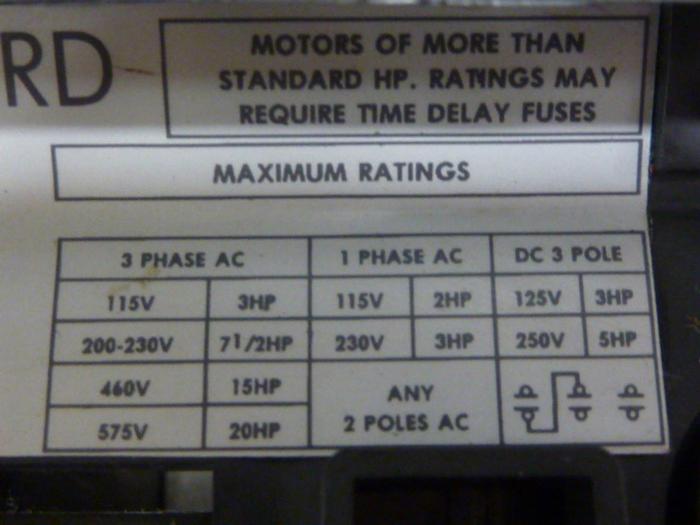 RD
MOTORS OF MORE THAN
STANDARD HP. RATINGS MAY
REQUIRE TIME DELAY FUSES
MAXIMUM RATINGS
3 PHASE AC 1 PHASE AC DC 3 POLE
115V 3HP 115V 2HP 125V 3HP
200-230V 7 1/2HP 230V 3HP 250V 5HP
460V 15HP
575V 20HP
ANY
2 POLES AC